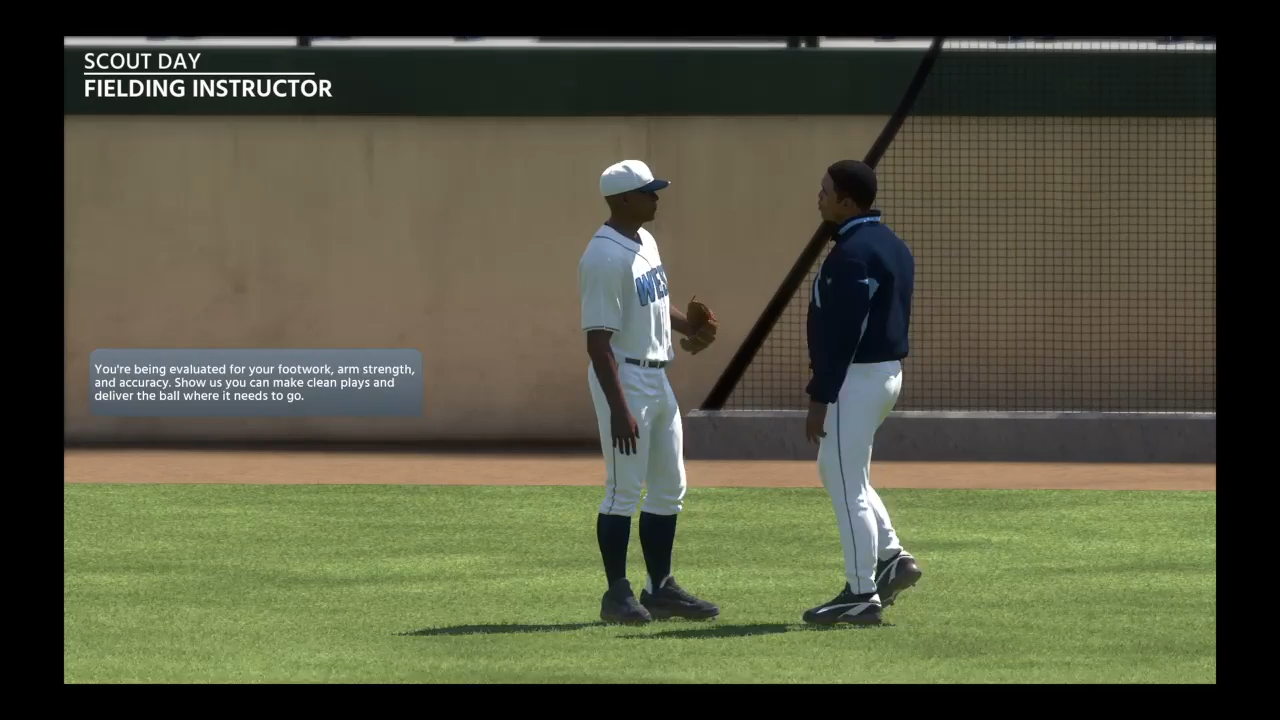 SCOUT DAY
FIELDING INSTRUCTOR
WES
You're being evaluated for your footwork, arm strength,
and accuracy. Show us you can make clean plays and
deliver the ball where it needs to go.